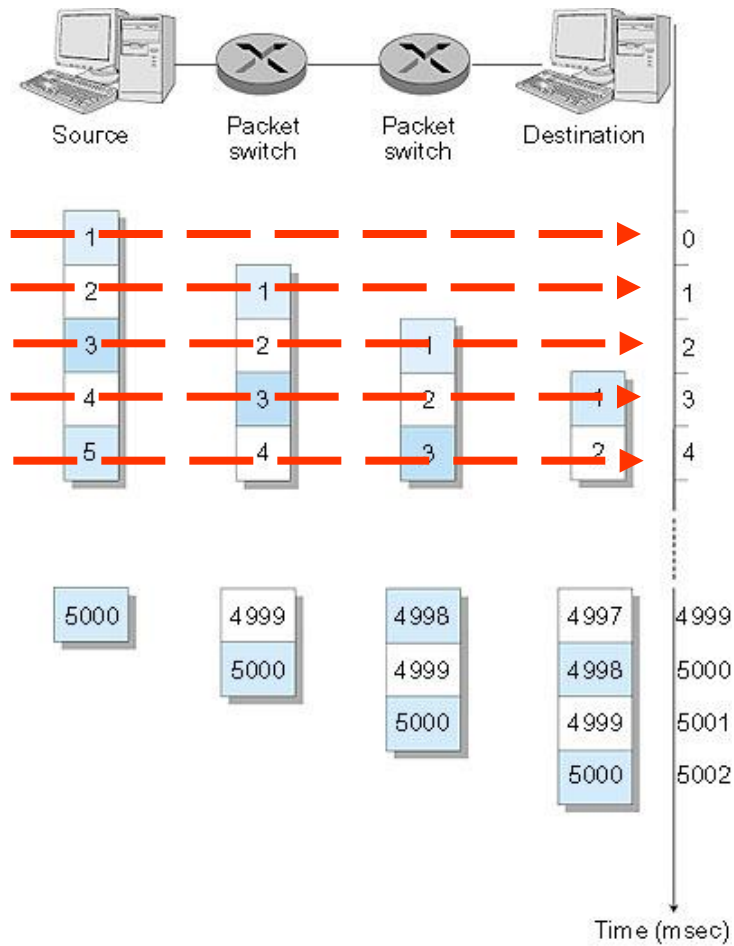 Source
Packet
switch
Packet
switch
Destination
1 0
2 1 1
3 2 1 2
4 3 2 1 3
5 4 3 2 4
5000 4999 4998 4997 4999
5000 4999 4998 5000
5000 4999 5001
5000 5002
Time (msec)